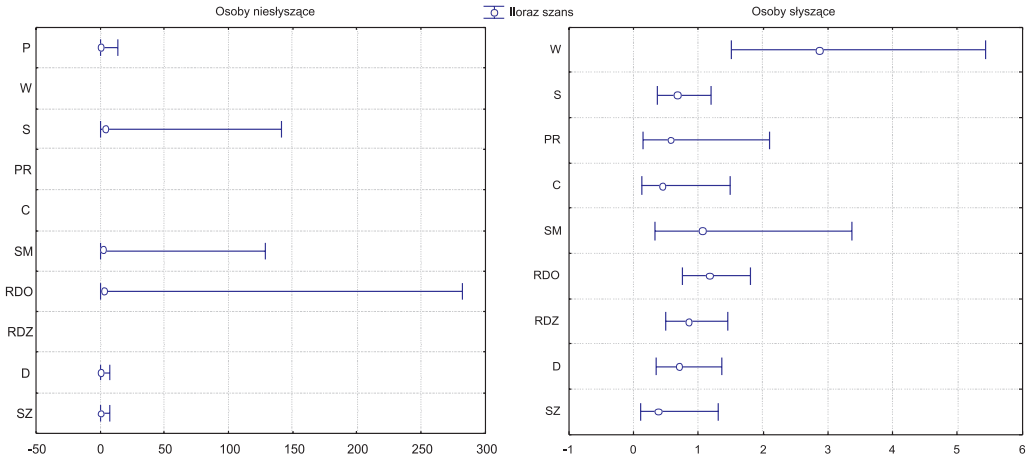 Osoby niesłyszące
Iloraz szans
Osoby słyszące
P
W
S
PR
C
SM
RDO
RDZ
D
SZ
-50 0 50 100 150 200 250 300
W
S
PR
C
SM
RDO
RDZ
D
SZ
-1 0 1 2 3 4 5 6